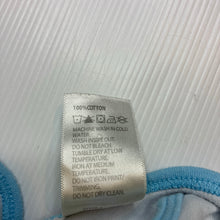 100%COTTON
MACHINE WASH IN COLD
WATER.
WASH INSIDE OUT.
DO NOT BLEACH.
TUMBLE DRY AT LOW
TEMPERATURE.
IRON AT MEDIUM
TEMPERATURE.
DO NOT IRON PRINT/
TRIMMING.
DO NOT DRY CLEAN.